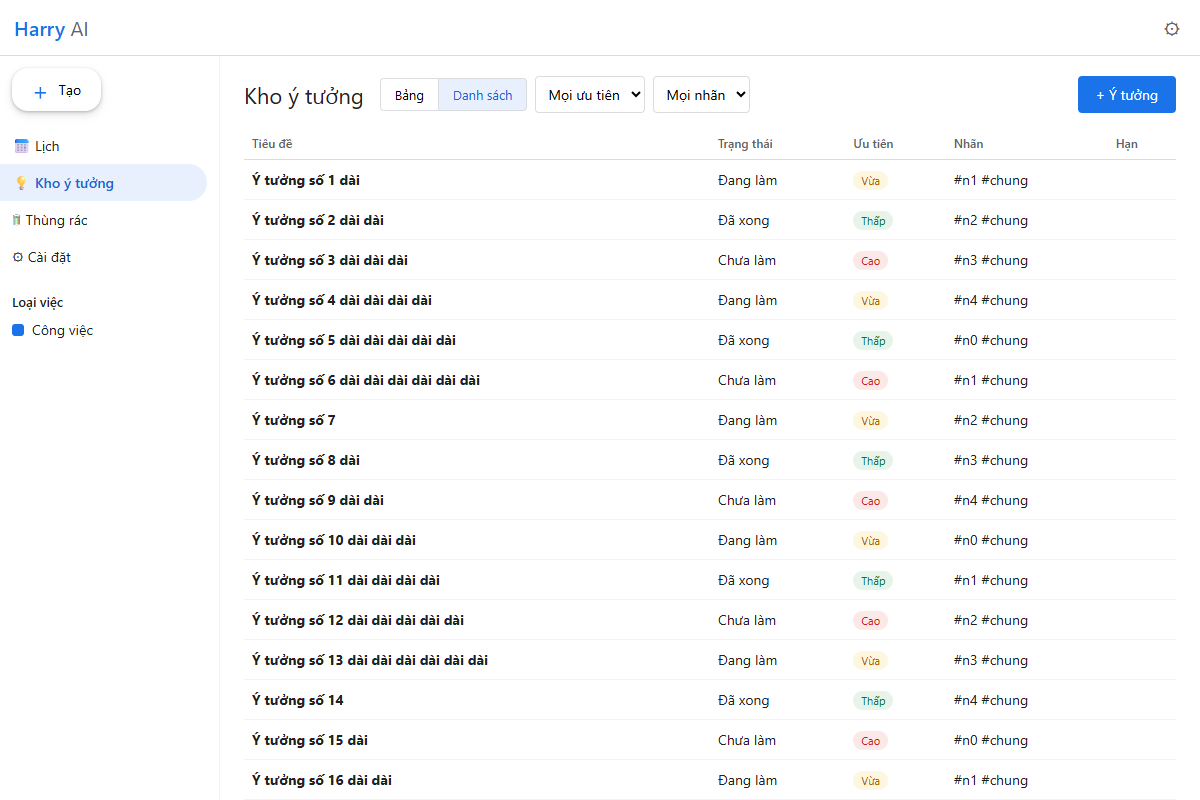 Harry AI
+ Tạo
Lịch
Kho ý tưởng
Thùng rác
Cài đặt
Loại việc
Công việc
Kho ý tưởng Bảng Danh sách Mọi ưu tiên Mọi nhãn + Ý tưởng
Tiêu đề Trạng thái Ưu tiên Nhãn Hạn
Ý tưởng số 1 dài Đang làm Vừa #n1 #chung
Ý tưởng số 2 dài dài Đã xong Thấp #n2 #chung
Ý tưởng số 3 dài dài dài Chưa làm Cao #n3 #chung
Ý tưởng số 4 dài dài dài dài Đang làm Vừa #n4 #chung
Ý tưởng số 5 dài dài dài dài dài Đã xong Thấp #n0 #chung
Ý tưởng số 6 dài dài dài dài dài dài Chưa làm Cao #n1 #chung
Ý tưởng số 7 Đang làm Vừa #n2 #chung
Ý tưởng số 8 dài Đã xong Thấp #n3 #chung
Ý tưởng số 9 dài dài Chưa làm Cao #n4 #chung
Ý tưởng số 10 dài dài dài Đang làm Vừa #n0 #chung
Ý tưởng số 11 dài dài dài dài Đã xong Thấp #n1 #chung
Ý tưởng số 12 dài dài dài dài dài Chưa làm Cao #n2 #chung
Ý tưởng số 13 dài dài dài dài dài dài Đang làm Vừa #n3 #chung
Ý tưởng số 14 Đã xong Thấp #n4 #chung
Ý tưởng số 15 dài Chưa làm Cao #n0 #chung
Ý tưởng số 16 dài dài Đang làm Vừa #n1 #chung